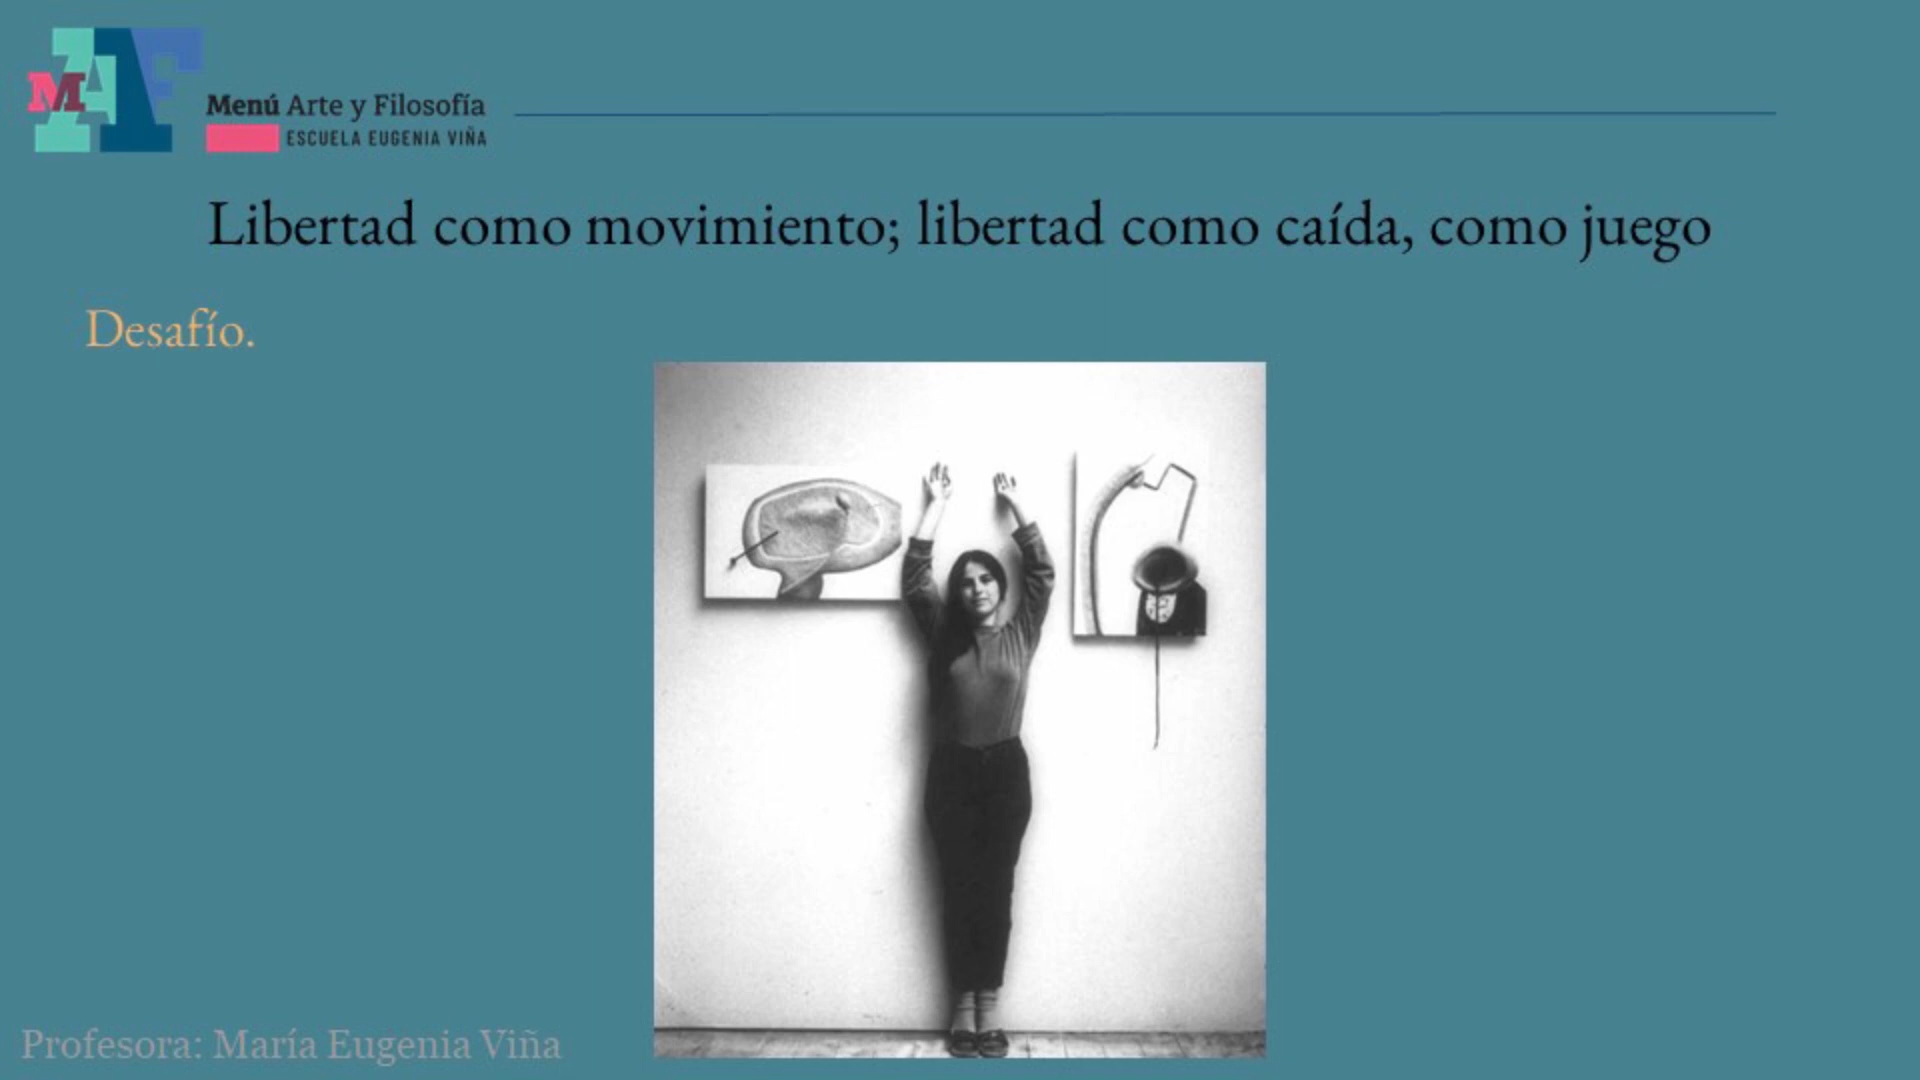 MAF
Menú Arte y Filosofía
ESCUELA EUGENIA VIÑA
Libertad como movimiento; libertad como caída, como juego
Desafío.
Profesora: María Eugenia Viña